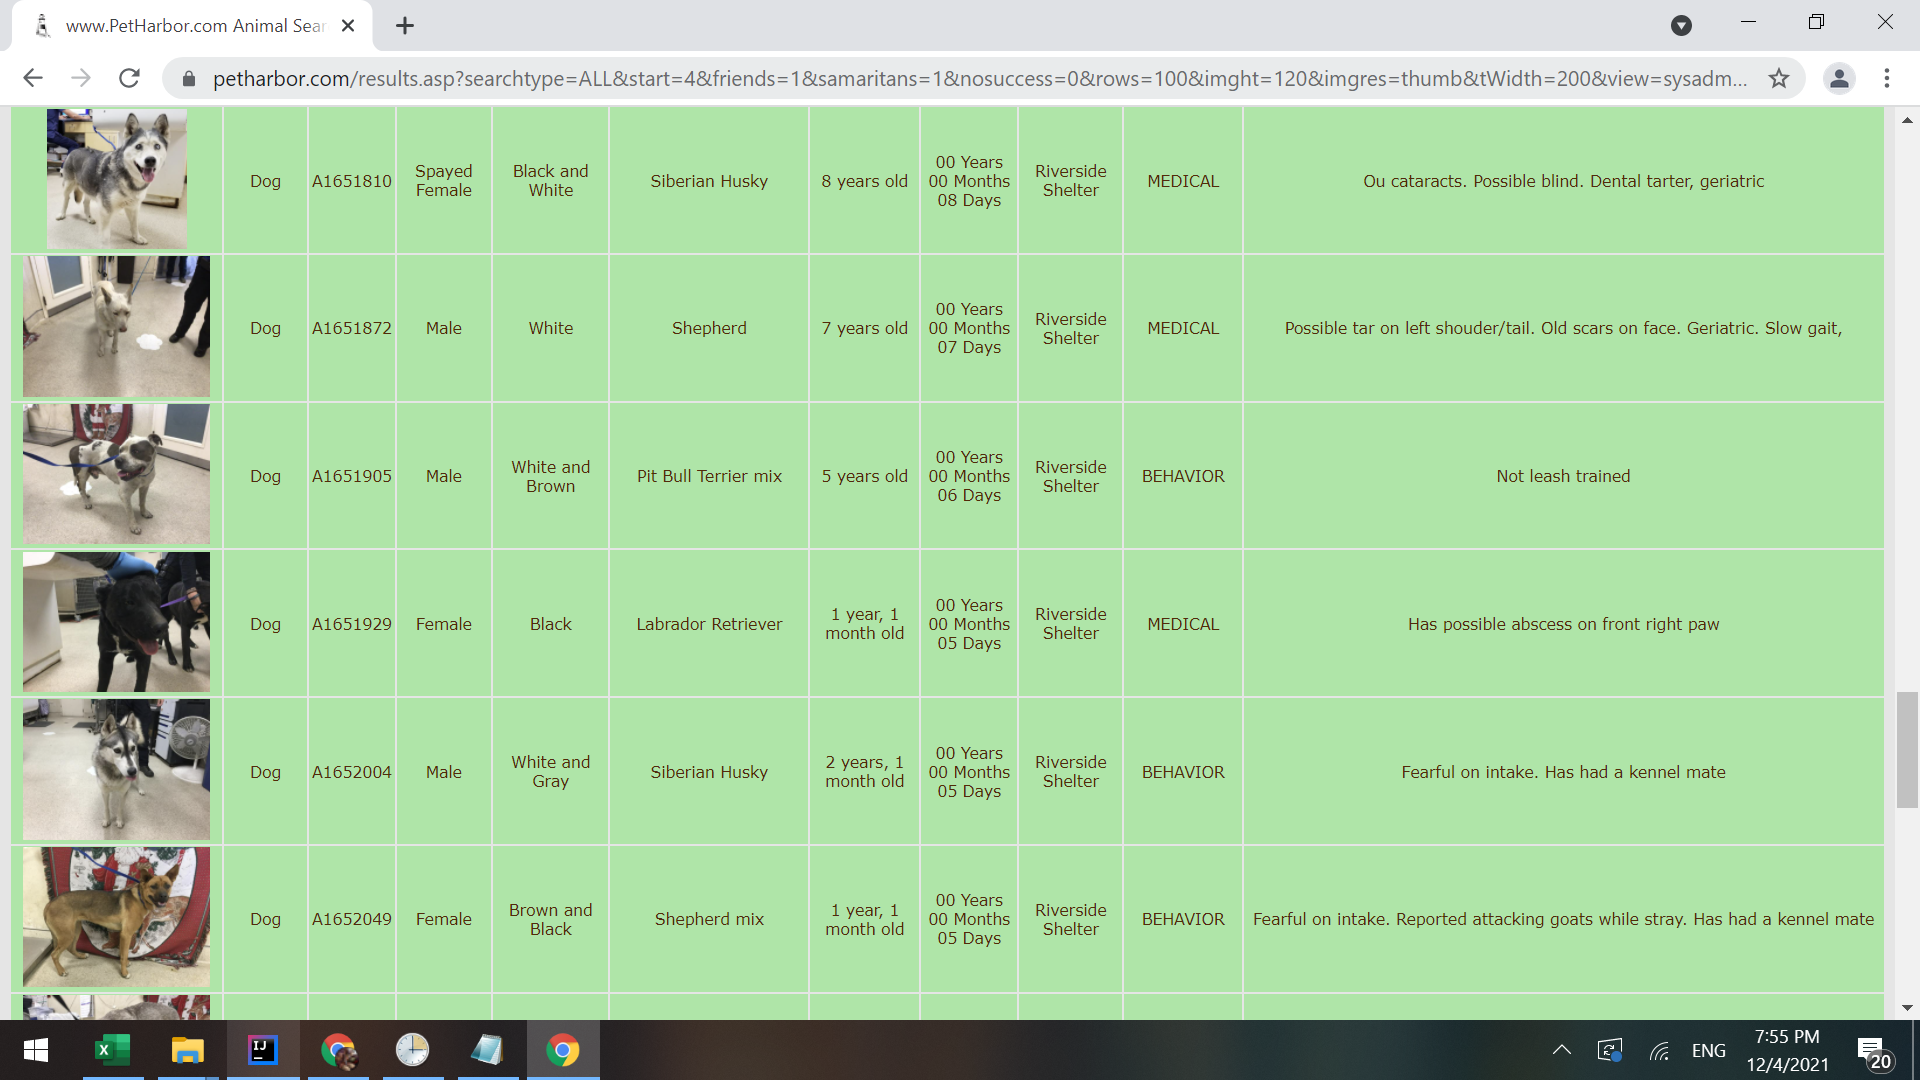 www.PetHarbor.com Animal Sear
petharbor.com/results.asp?searchtype=ALL&start=4&friends=1&samaritans=1&nosuccess=0&rows=100&imght=120&imgres=thumb&tWidth=200&view=sysadm...
Dog A1651810 Spayed Female Black and White Siberian Husky 8 years old 00 Years 00 Months 08 Days Riverside Shelter MEDICAL Ou cataracts. Possible blind. Dental tarter, geriatric
Dog A1651872 Male White Shepherd 7 years old 00 Years 00 Months 07 Days Riverside Shelter MEDICAL Possible tar on left shouder/tail. Old scars on face. Geriatric. Slow gait,
Dog A1651905 Male White and Brown Pit Bull Terrier mix 5 years old 00 Years 00 Months 06 Days Riverside Shelter BEHAVIOR Not leash trained
Dog A1651929 Female Black Labrador Retriever 1 year, 1 month old 00 Years 00 Months 05 Days Riverside Shelter MEDICAL Has possible abscess on front right paw
Dog A1652004 Male White and Gray Siberian Husky 2 years, 1 month old 00 Years 00 Months 05 Days Riverside Shelter BEHAVIOR Fearful on intake. Has had a kennel mate
Dog A1652049 Female Brown and Black Shepherd mix 1 year, 1 month old 00 Years 00 Months 05 Days Riverside Shelter BEHAVIOR Fearful on intake. Reported attacking goats while stray. Has had a kennel mate
X IJ ENG 7:55 PM
12/4/2021 20